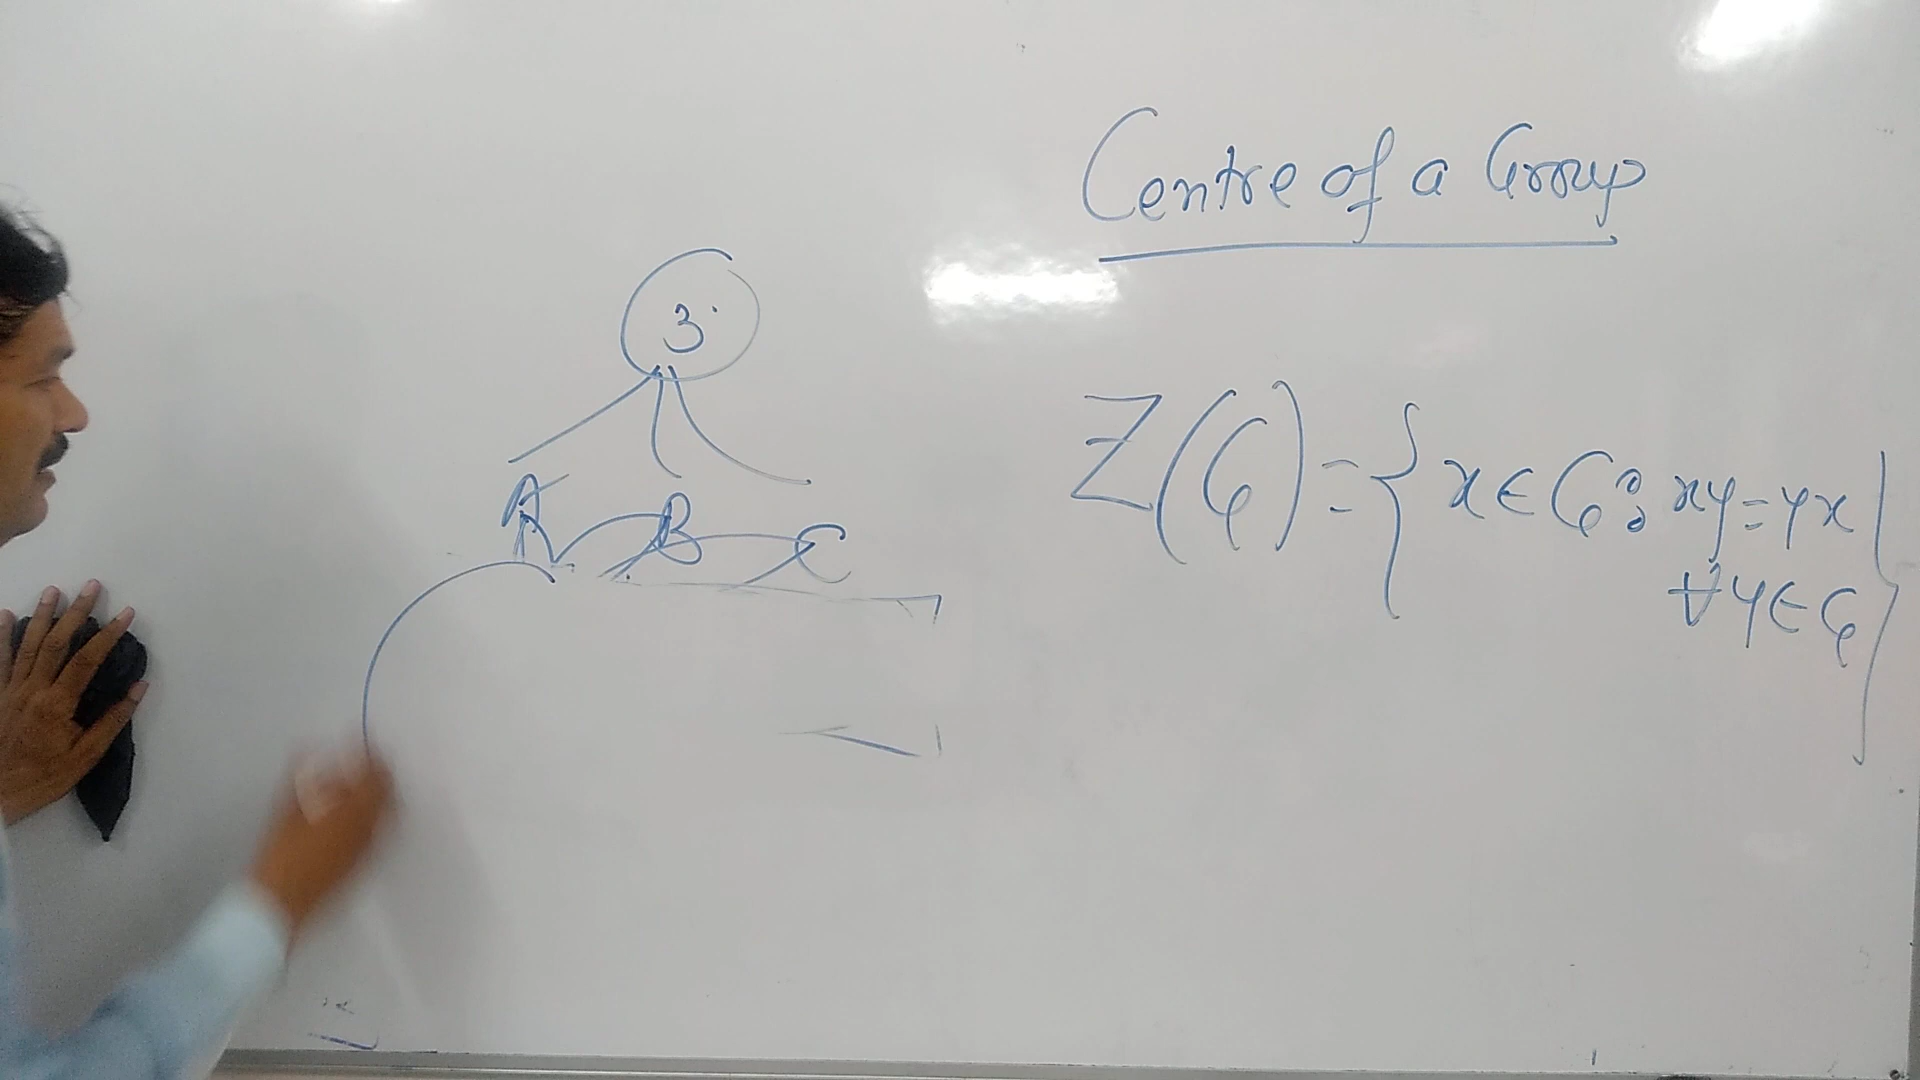 Centre of a Group
3
A B C
Z(G) = { x ∈ G : xy = yx
∀ y ∈ G }